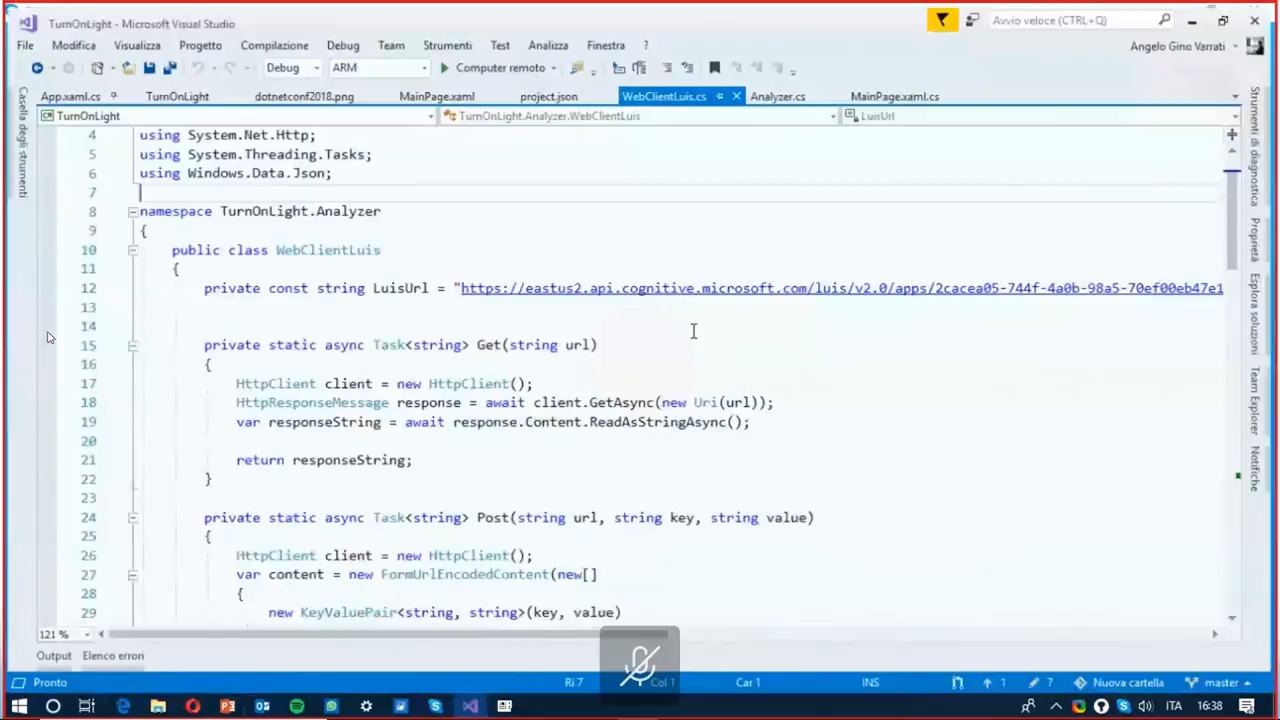 TurnOnLight - Microsoft Visual Studio
Avvio veloce (CTRL+Q)
File Modifica Visualizza Progetto Compilazione Debug Team Strumenti Test Analizza Finestra ?
Angelo Gino Varrati
Debug ARM Computer remoto
App.xaml.cs TurnOnLight dotnetconf2018.png MainPage.xaml project.json WebClientLuis.cs Analyzer.cs MainPage.xaml.cs
TurnOnLight TurnOnLight.Analyzer.WebClientLuis LuisUrl
Casella degli strumenti
4 using System.Net.Http;
5 using System.Threading.Tasks;
6 using Windows.Data.Json;
7
8 namespace TurnOnLight.Analyzer
9 {
10 public class WebClientLuis
11 {
12 private const string LuisUrl = "https://eastus2.api.cognitive.microsoft.com/luis/v2.0/apps/2cacea05-744f-4a0b-98a5-70ef00eb47e1
13
14
15 private static async Task<string> Get(string url)
16 {
17 HttpClient client = new HttpClient();
18 HttpResponseMessage response = await client.GetAsync(new Uri(url));
19 var responseString = await response.Content.ReadAsStringAsync();
20
21 return responseString;
22 }
23
24 private static async Task<string> Post(string url, string key, string value)
25 {
26 HttpClient client = new HttpClient();
27 var content = new FormUrlEncodedContent(new[]
28 {
29 new KeyValuePair<string, string>(key, value)
Strumenti di diagnostica
Proprietà
Esplora soluzioni
Team Explorer
Notifiche
121 %
Output Elenco errori
Pronto Ri 7 Col 1 Car 1 INS 1 7 Nuova cartella master
ITA 16:38